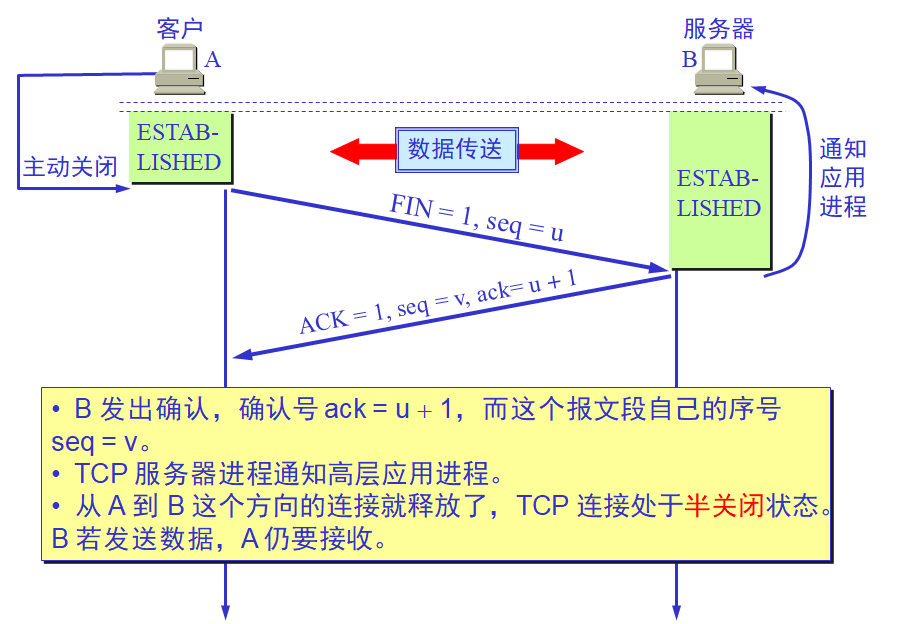 客户
服务器
A
B
ESTAB-
LISHED
数据传送
主动关闭
ESTAB-
LISHED
通知
应用
进程
FIN = 1, seq = u
ACK = 1, seq = v, ack= u + 1
• B 发出确认，确认号 ack = u + 1，而这个报文段自己的序号
seq = v。
• TCP 服务器进程通知高层应用进程。
• 从 A 到 B 这个方向的连接就释放了，TCP 连接处于半关闭状态。
B 若发送数据，A 仍要接收。